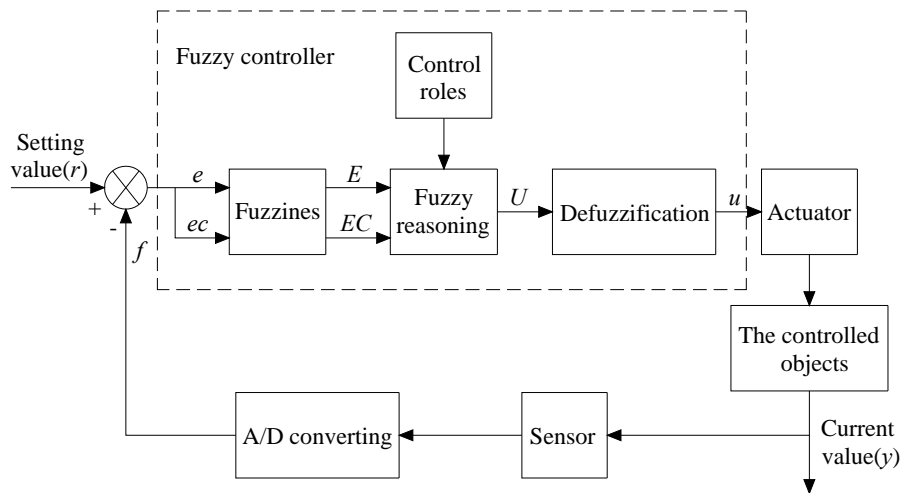 Fuzzy controller
Control
roles
Setting
value(r)
+
-
f
e
ec
Fuzzines
E
EC
Fuzzy
reasoning
U
Defuzzification
u
Actuator
The controlled
objects
A/D converting
Sensor
Current
value(y)